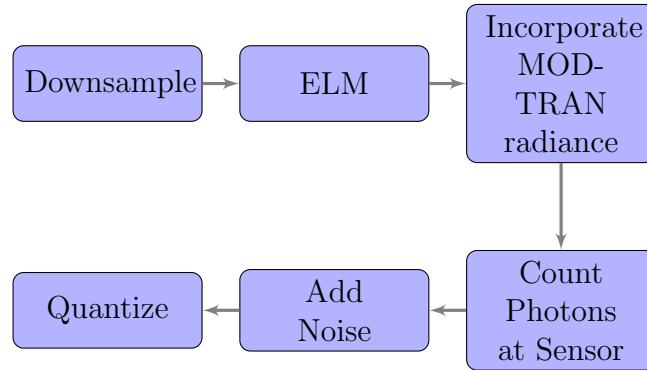 Downsample
ELM
Incorporate
MOD-
TRAN
radiance
Count
Photons
at Sensor
Add
Noise
Quantize